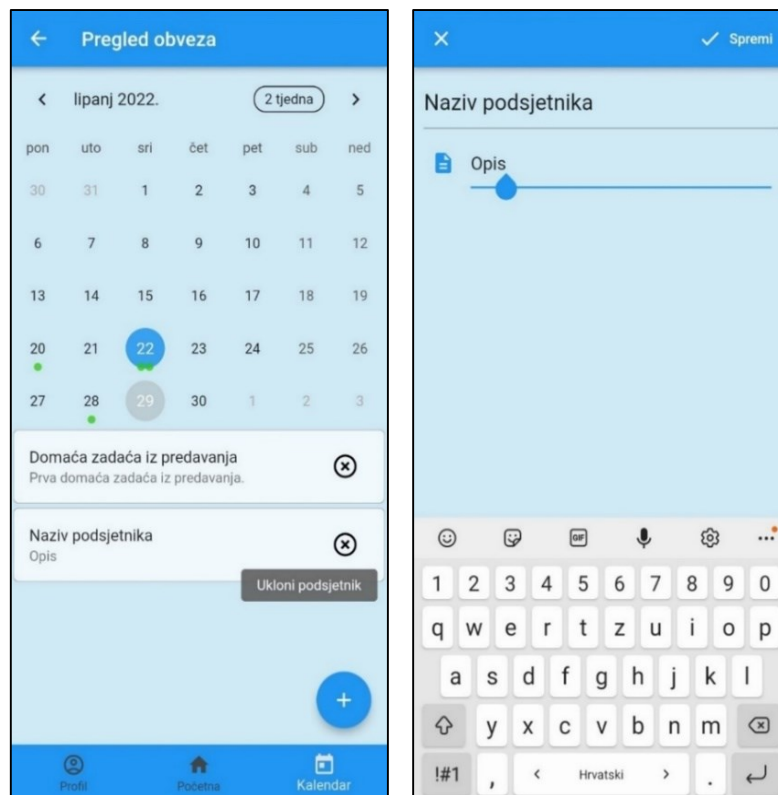 Pregled obveza
lipanj 2022.
2 tjedna
pon uto sri čet pet sub ned
30 31 1 2 3 4 5
6 7 8 9 10 11 12
13 14 15 16 17 18 19
20 21 22 23 24 25 26
27 28 29 30 1 2 3
Domaća zadaća iz predavanja
Prva domaća zadaća iz predavanja.
Naziv podsjetnika
Opis
Ukloni podsjetnik
+
Profil Početna Kalendar
Spremi
Naziv podsjetnika
Opis
GIF
1 2 3 4 5 6 7 8 9 0
q w e r t z u i o p
a s d f g h j k l
y x c v b n m
!#1 , < Hrvatski > .